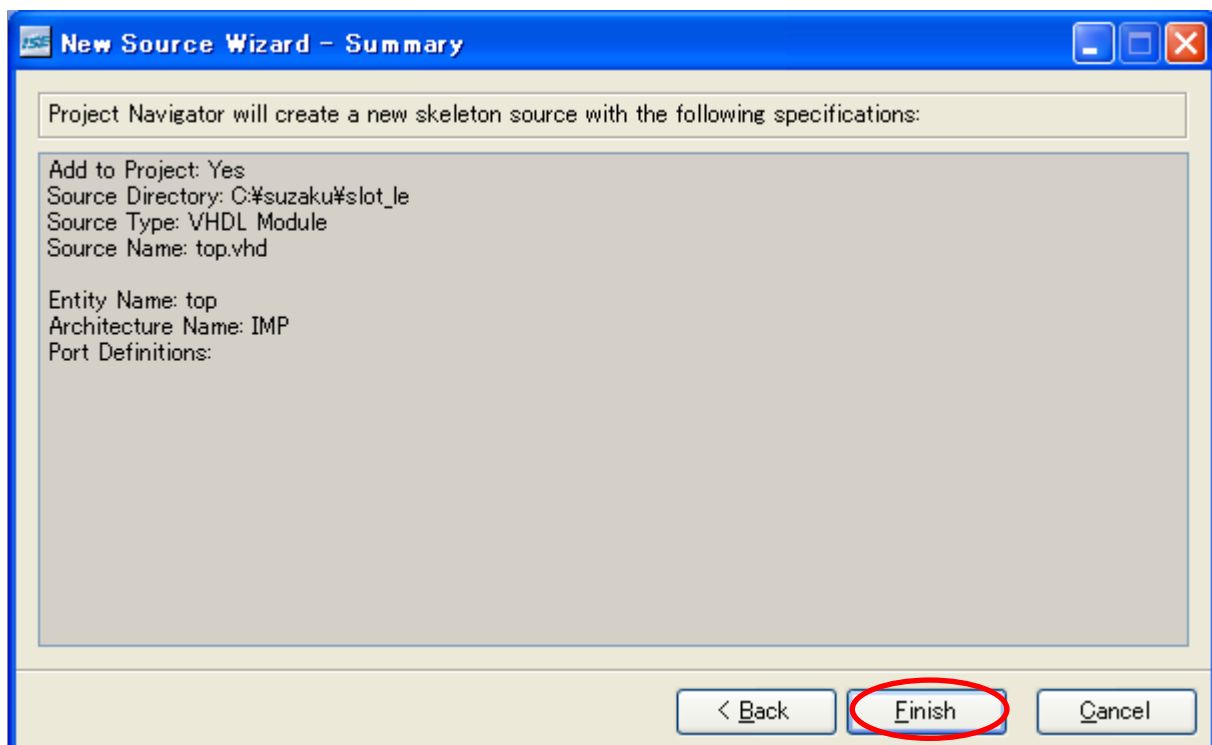 ISE New Source Wizard - Summary
Project Navigator will create a new skeleton source with the following specifications:
Add to Project: Yes
Source Directory: C:¥suzaku¥slot_le
Source Type: VHDL Module
Source Name: top.vhd
Entity Name: top
Architecture Name: IMP
Port Definitions:
< Back Finish Cancel